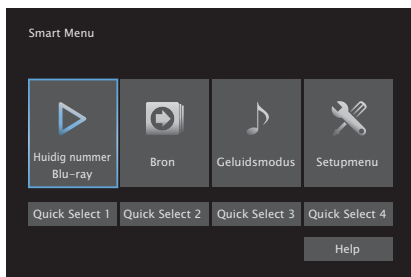 Smart Menu
Huidig nummer
Blu-ray
Bron
Geluidsmodus
Setupmenu
Quick Select 1
Quick Select 2
Quick Select 3
Quick Select 4
Help